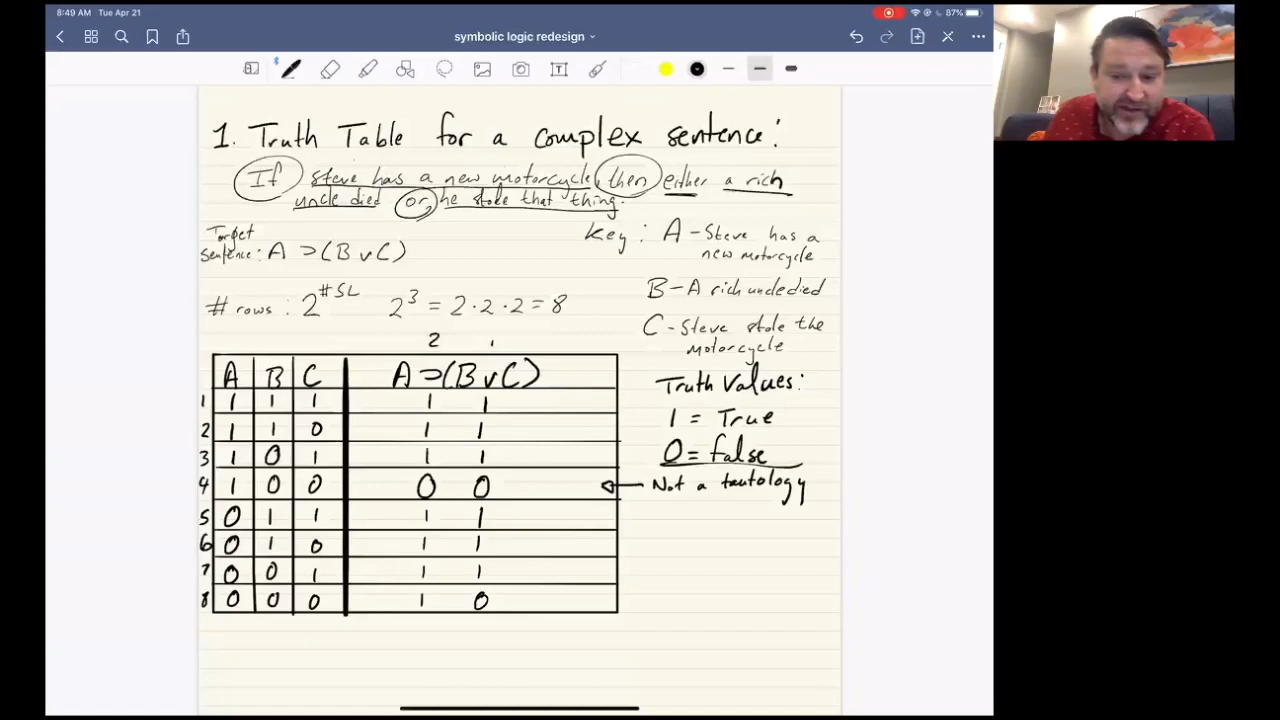 8:49 AM Tue Apr 21
87%
symbolic logic redesign
1. Truth Table for a complex sentence:
If Steve has a new motorcycle, then either a rich
uncle died or he stole that thing.
Target
sentence: A ⊃ (B v C)
Key: A - Steve has a
new motorcycle
B - A rich uncle died
C - Steve stole the
motorcycle
# rows: 2^#SL 2^3 = 2 · 2 · 2 = 8
2 1
A B C A ⊃ (B v C)
1 1 1 1 1 1
2 1 1 0 1 1
3 1 0 1 1 1
4 1 0 0 0 0
5 0 1 1 1 1
6 0 1 0 1 1
7 0 0 1 1 1
8 0 0 0 1 0
Truth Values:
1 = True
0 = false
Not a tautology